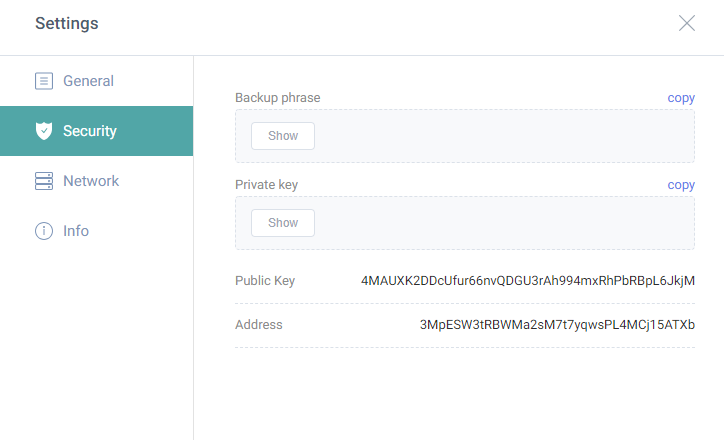 Settings
General
Security
Network
Info
Backup phrase copy
Show
Private key copy
Show
Public Key 4MAUXK2DDcUfur66nvQDGU3rAh994mxRhPbRBpL6JkjM
Address 3MpESW3tRBWMa2sM7t7yqwsPL4MCj15ATXb